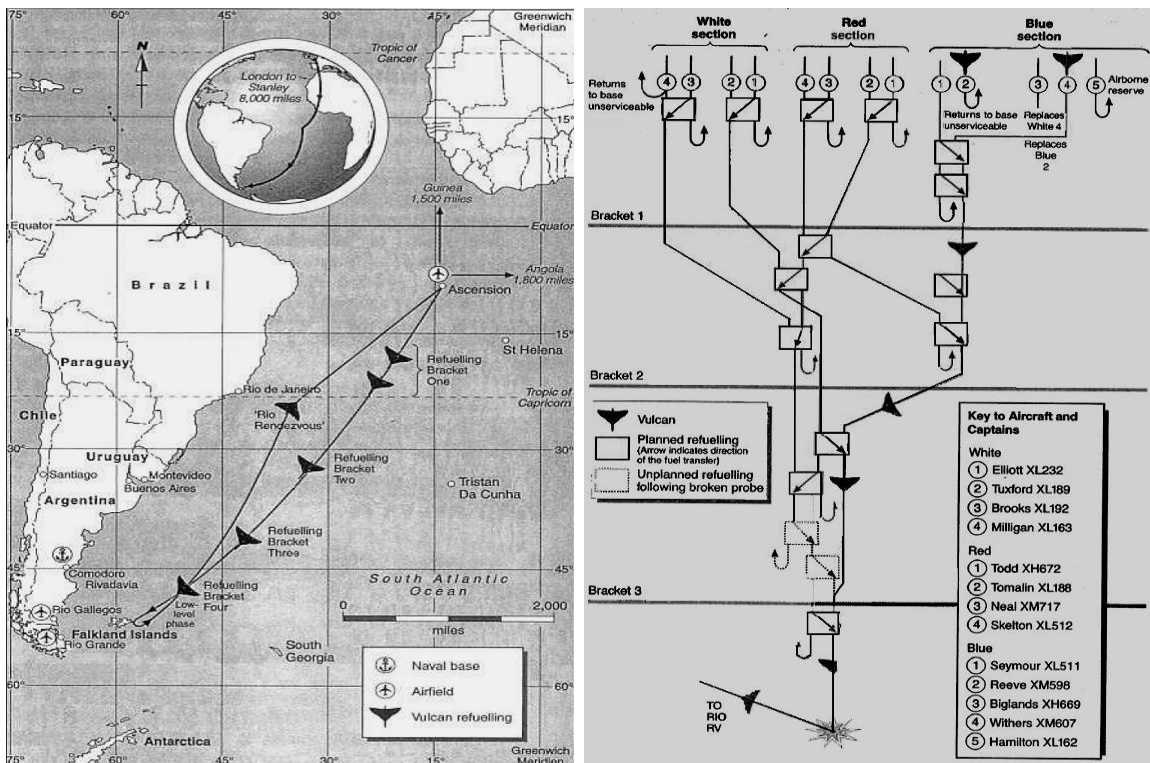 75°
60°
45°
30°
15°
Greenwich
Meridian
N
Tropic of
Cancer
London to
Stanley
8,000 miles
15°
15°
Guinea
1,500 miles
Equator
Equator
Angola
1,800 miles
Ascension
Brazil
15°
15°
St Helena
Refuelling
Bracket
One
Paraguay
Rio de Janeiro
Tropic of
Capricorn
'Rio
Rendezvous'
Chile
30°
30°
Uruguay
Santiago
Montevideo
Buenos Aires
Refuelling
Bracket
Two
Tristan
Da Cunha
Argentina
Refuelling
Bracket
Three
45°
45°
Comodoro
Rivadavia
South Atlantic
Ocean
Refuelling
Bracket
Four
Low-
level
phase
Rio Gallegos
Falkland Islands
Rio Grande
0
2,000
miles
South
Georgia
60°
60°
Naval base
Airfield
Vulcan refuelling
Antarctica
75°
60°
45°
30°
15°
Greenwich
Meridian
White
section
Red
section
Blue
section
4 3 2 1 4 3 2 1 1 2 3 4 5
Returns
to base
unserviceable
Airborne
reserve
Returns to base
unserviceable
Replaces
White 4
Replaces
Blue
2
Bracket 1
Bracket 2
Vulcan
Planned refuelling
(Arrow indicates direction
of the fuel transfer)
Unplanned refuelling
following broken probe
Bracket 3
TO
RIO
RV
Key to Aircraft and
Captains
White
1 Elliott XL232
2 Tuxford XL189
3 Brooks XL192
4 Milligan XL163
Red
1 Todd XH672
2 Tomalin XL188
3 Neal XM717
4 Skelton XL512
Blue
1 Seymour XL511
2 Reeve XM598
3 Biglands XH669
4 Withers XM607
5 Hamilton XL162